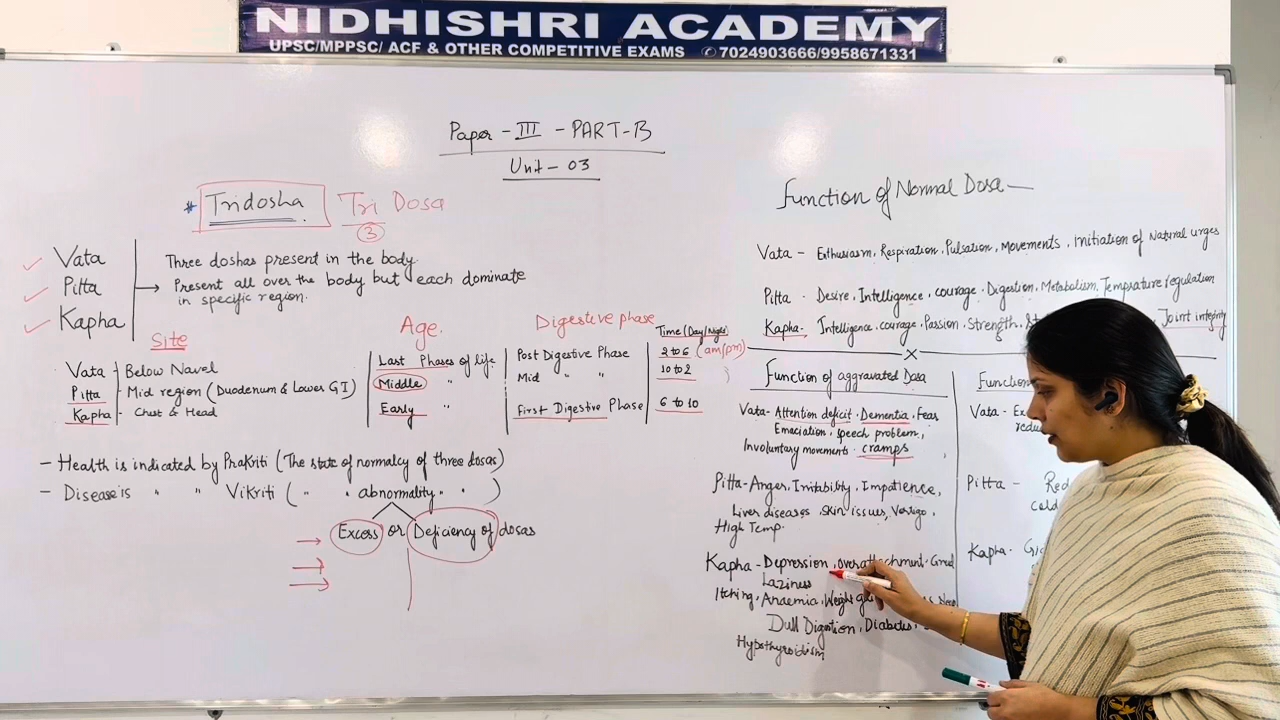 NIDHISHRI ACADEMY
UPSC/MPPSC/ ACF & OTHER COMPETITIVE EXAMS ✆ 7024903666/9958671331
Paper - III - PART-B
Unit - 03
* Tridosha Tri Dosa
3
Vata
Pitta
Kapha
Three doshas present in the body.
→ Present all over the body but each dominate
in specific region.
Site
Vata - Below Navel
Pitta - Mid region (Duodenum & Lower GI)
Kapha - Chest & Head
Age.
Last Phases of life
Middle "
Early "
Digestive phase
Post Digestive Phase
Mid " "
First Digestive Phase
Time (Day/Night)
2 to 6 (am/pm)
10 to 2
6 to 10
- Health is indicated by Prakriti (The state of normalcy of three dosas)
- Disease is " " Vikriti ( " " abnormality " " )
→ Excess or Deficiency of dosas
Function of Normal Dosa —
Vata - Enthusiasm, Respiration, Pulsation, Movements, Initiation of Natural urges
Pitta - Desire, Intelligence, courage, Digestion, Metabolism, Temprature regulation
Kapha - Intelligence, courage, Passion, Strength, Joint integrity
Function of aggravated Dosa
Vata - Attention deficit, Dementia, Fear
Emaciation, speech problem,
Involuntary movements, cramps
Pitta - Anger, Irritability, Impatience,
Liver diseases, skin issues, Vertigo,
High Temp.
Kapha - Depression, overattachment,
Laziness
Itching, Anaemia, Weight
Dull Digestion, Diabetes,
Hypothyroidism
Vata -
Pitta -
Kapha -